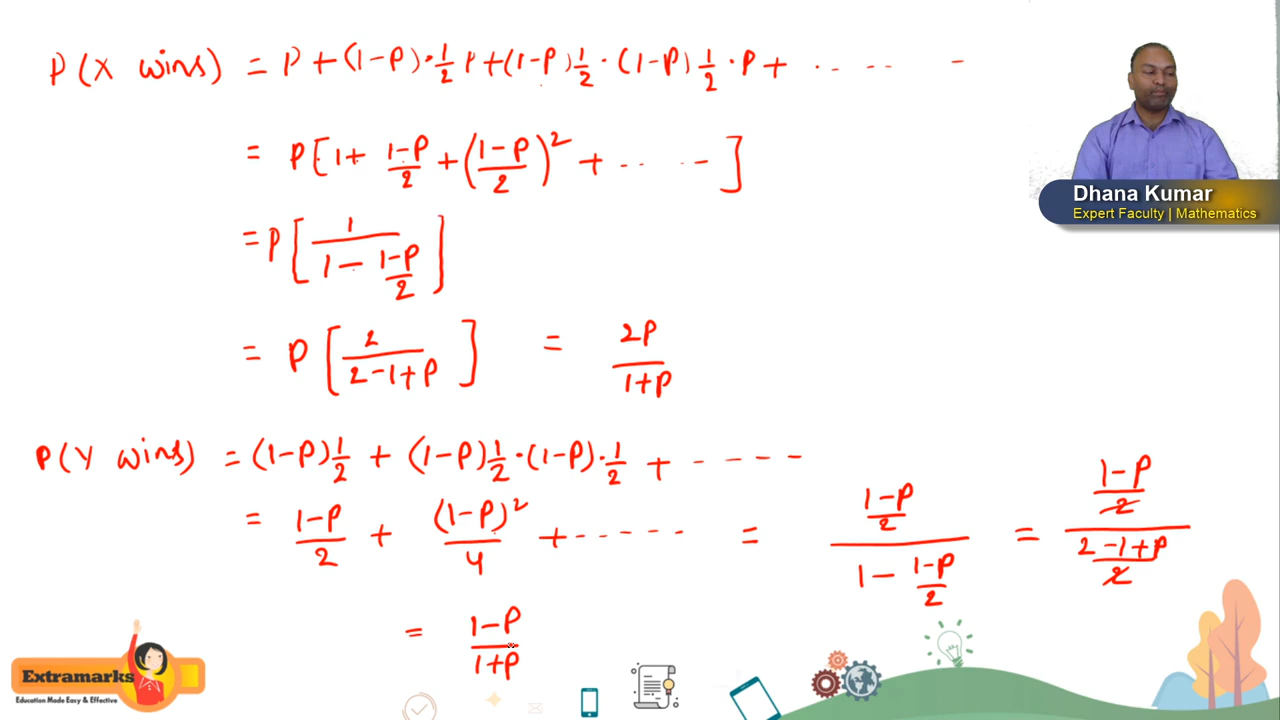 P(X wins) = P + (1-P)·1/2 P + (1-P) 1/2 · (1-P) 1/2 · P + ........
= P[1 + (1-P)/2 + ((1-P)/2)² + ........]
Dhana Kumar
Expert Faculty | Mathematics
= P[1/(1 - (1-P)/2)]
= P[2/(2-1+P)] = 2P/(1+P)
P(Y wins) = (1-P) 1/2 + (1-P) 1/2 · (1-P) · 1/2 + -----
= (1-P)/2 + (1-P)²/4 + ------ = ((1-P)/2)/(1 - (1-P)/2) = ((1-P)/2)/((2-1+P)/2)
= (1-P)/(1+P)
Extramarks
Education Made Easy & Effective